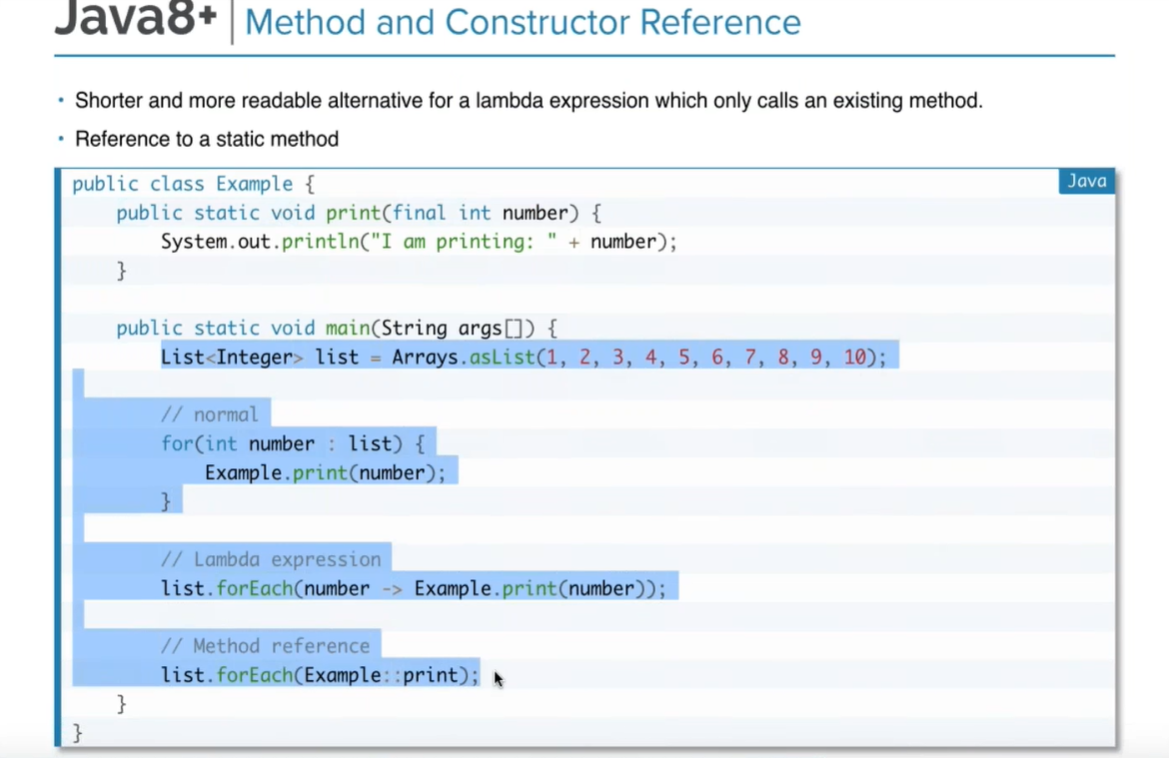 Java8+ | Method and Constructor Reference
• Shorter and more readable alternative for a lambda expression which only calls an existing method.
• Reference to a static method
Java
public class Example {
    public static void print(final int number) {
        System.out.println("I am printing: " + number);
    }

    public static void main(String args[]) {
        List<Integer> list = Arrays.asList(1, 2, 3, 4, 5, 6, 7, 8, 9, 10);

        // normal
        for(int number : list) {
            Example.print(number);
        }

        // Lambda expression
        list.forEach(number -> Example.print(number));

        // Method reference
        list.forEach(Example::print);
    }
}